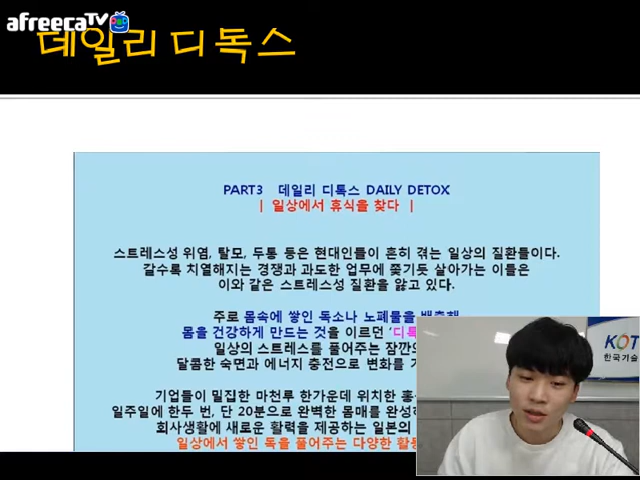 afreecaTV
데일리 디톡스
PART3 데일리 디톡스 DAILY DETOX
| 일상에서 휴식을 찾다 |
스트레스성 위염, 탈모, 두통 등은 현대인들이 흔히 겪는 일상의 질환들이다.
갈수록 치열해지는 경쟁과 과도한 업무에 쫓기듯 살아가는 이들은
이와 같은 스트레스성 질환을 앓고 있다.
주로 몸속에 쌓인 독소나 노폐물을 배출해
몸을 건강하게 만드는 것을 이르던 '디톡
일상의 스트레스를 풀어주는 잠깐
달콤한 숙면과 에너지 충전으로 변화를
기업들이 밀집한 마천루 한가운데 위치한
일주일에 한두 번, 단 20분으로 완벽한 몸매를 완성
회사생활에 새로운 활력을 제공하는 일본의
일상에서 쌓인 독을 풀어주는 다양한 활동
KOT
한국기술